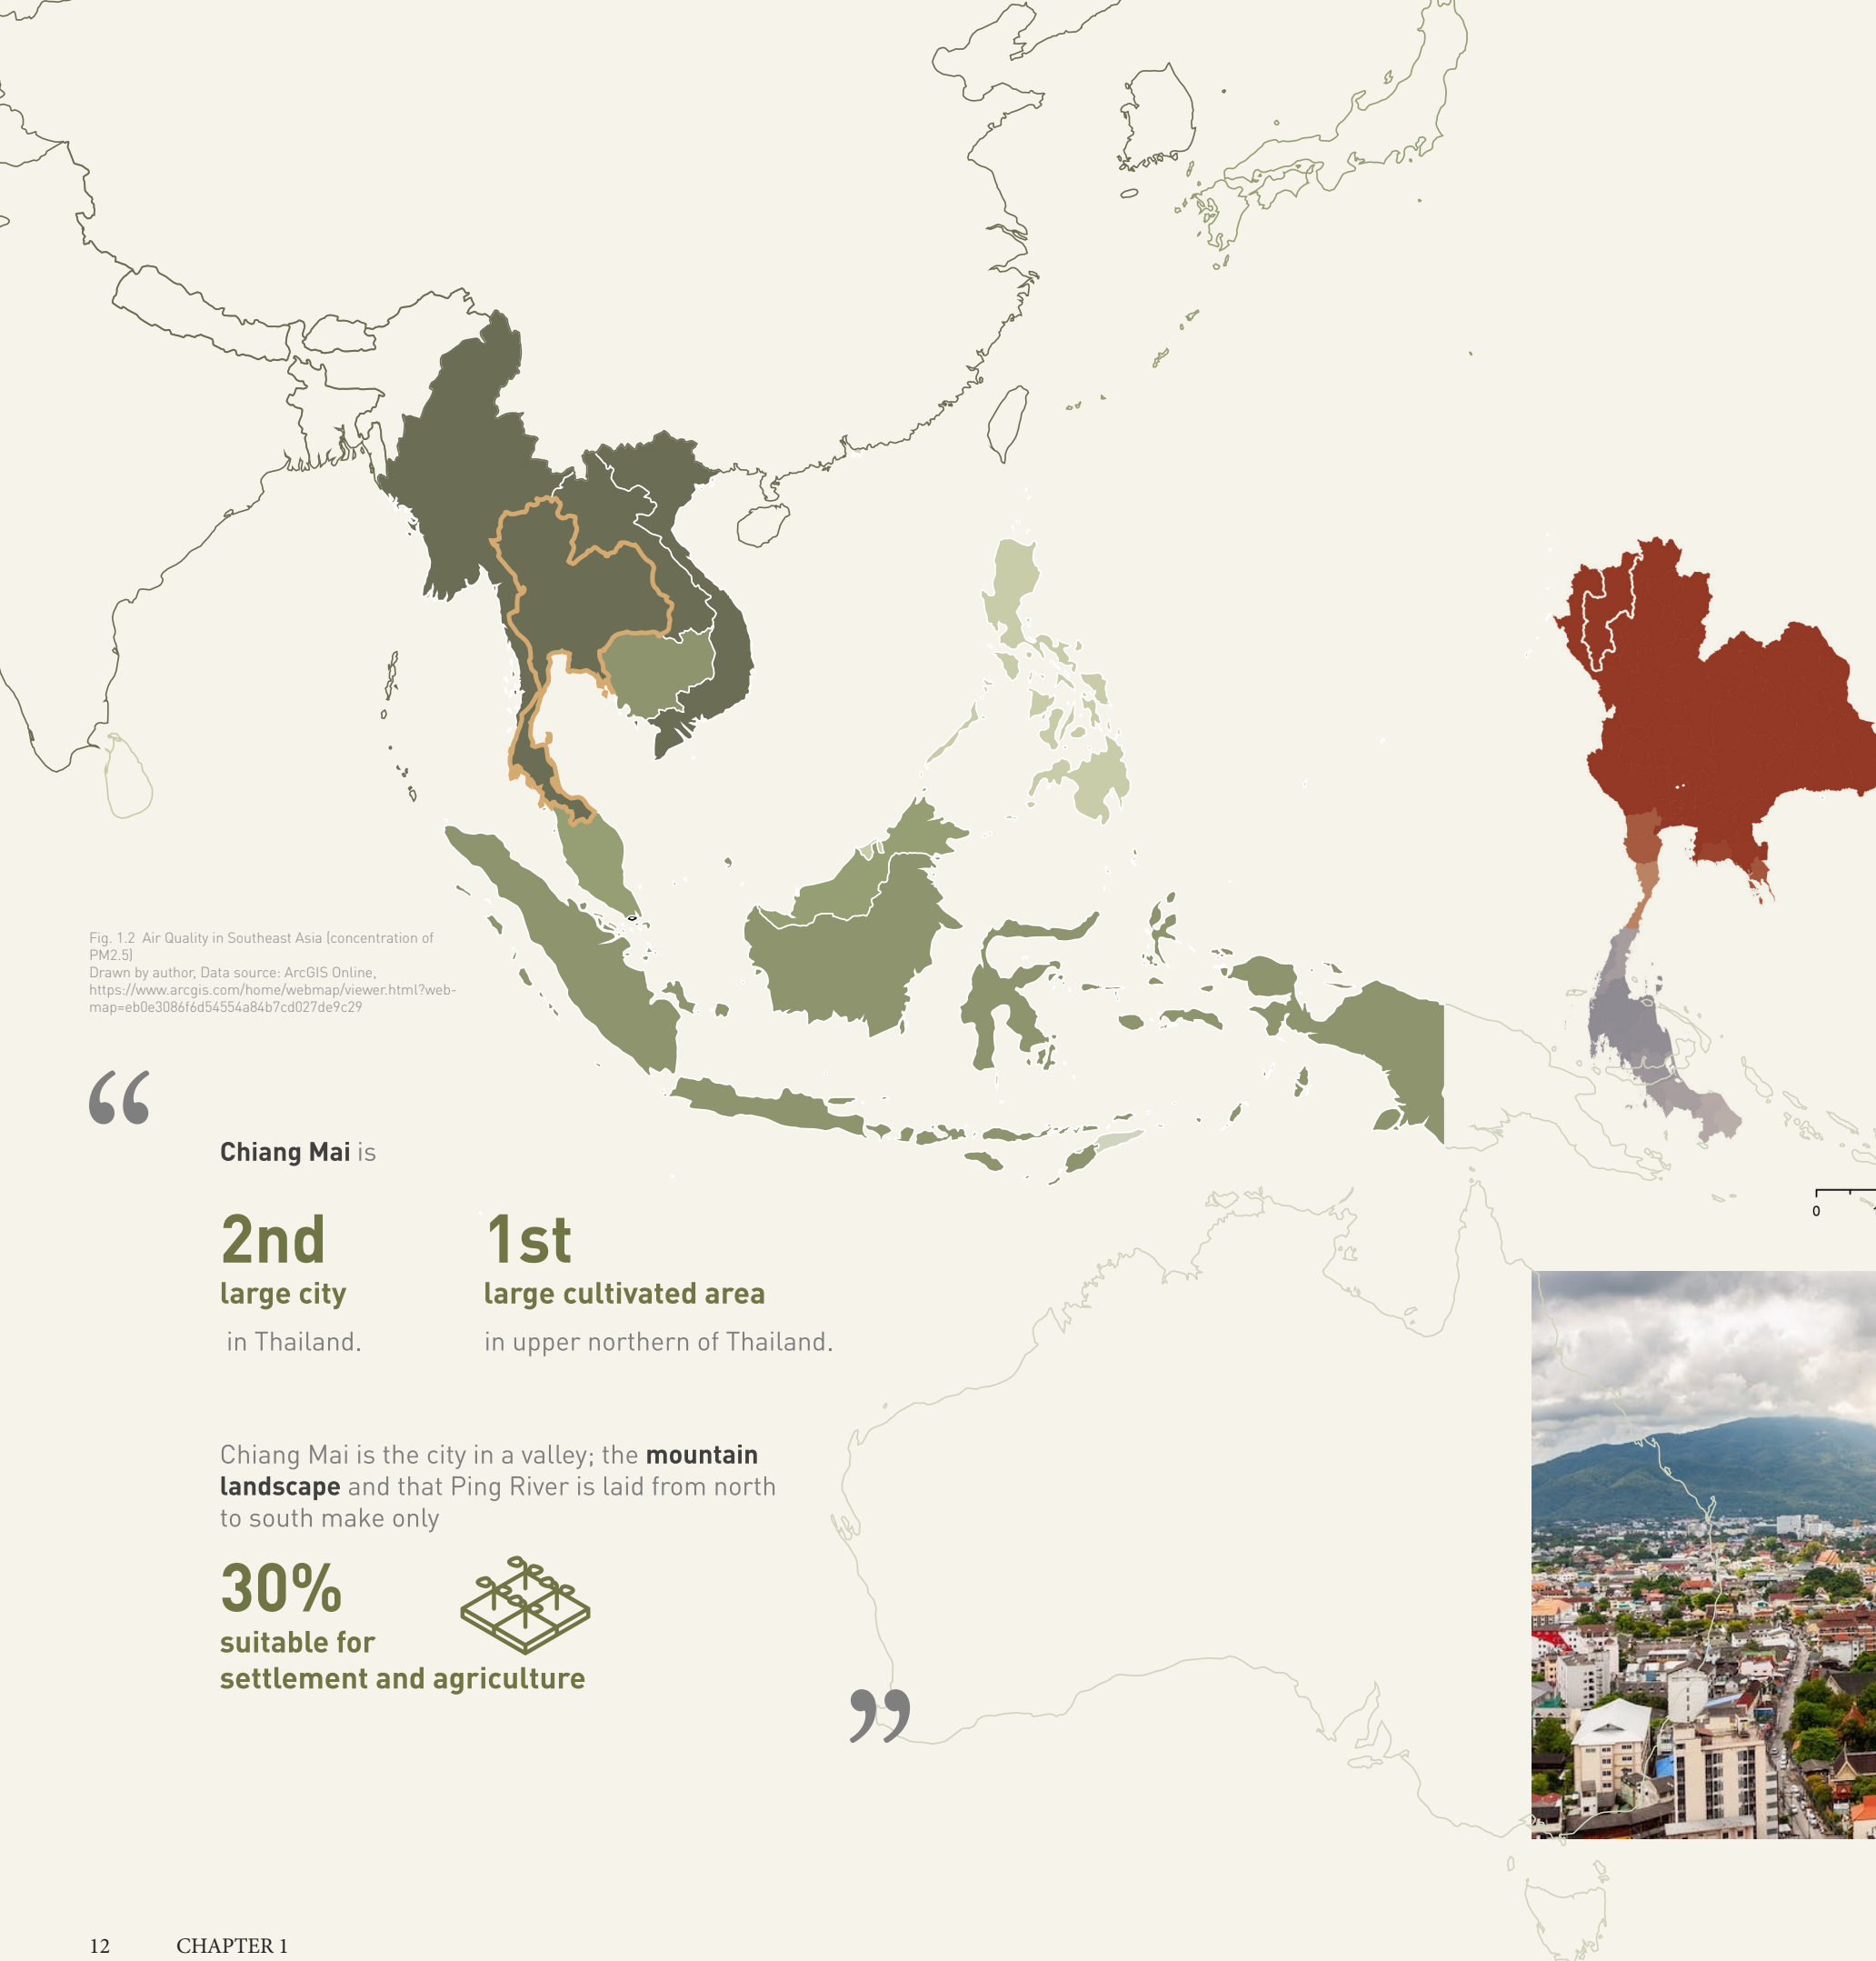 Fig. 1.2 Air Quality in Southeast Asia (concentration of
PM2.5)
Drawn by author, Data source: ArcGIS Online,
https://www.arcgis.com/home/webmap/viewer.html?web-
map=eb0e3086f6d54554a84b7cd027de9c29
“
Chiang Mai is
2nd
large city
in Thailand.
1st
large cultivated area
in upper northern of Thailand.
Chiang Mai is the city in a valley; the mountain
landscape and that Ping River is laid from north
to south make only
30%
suitable for
settlement and agriculture
”
0
12 CHAPTER 1